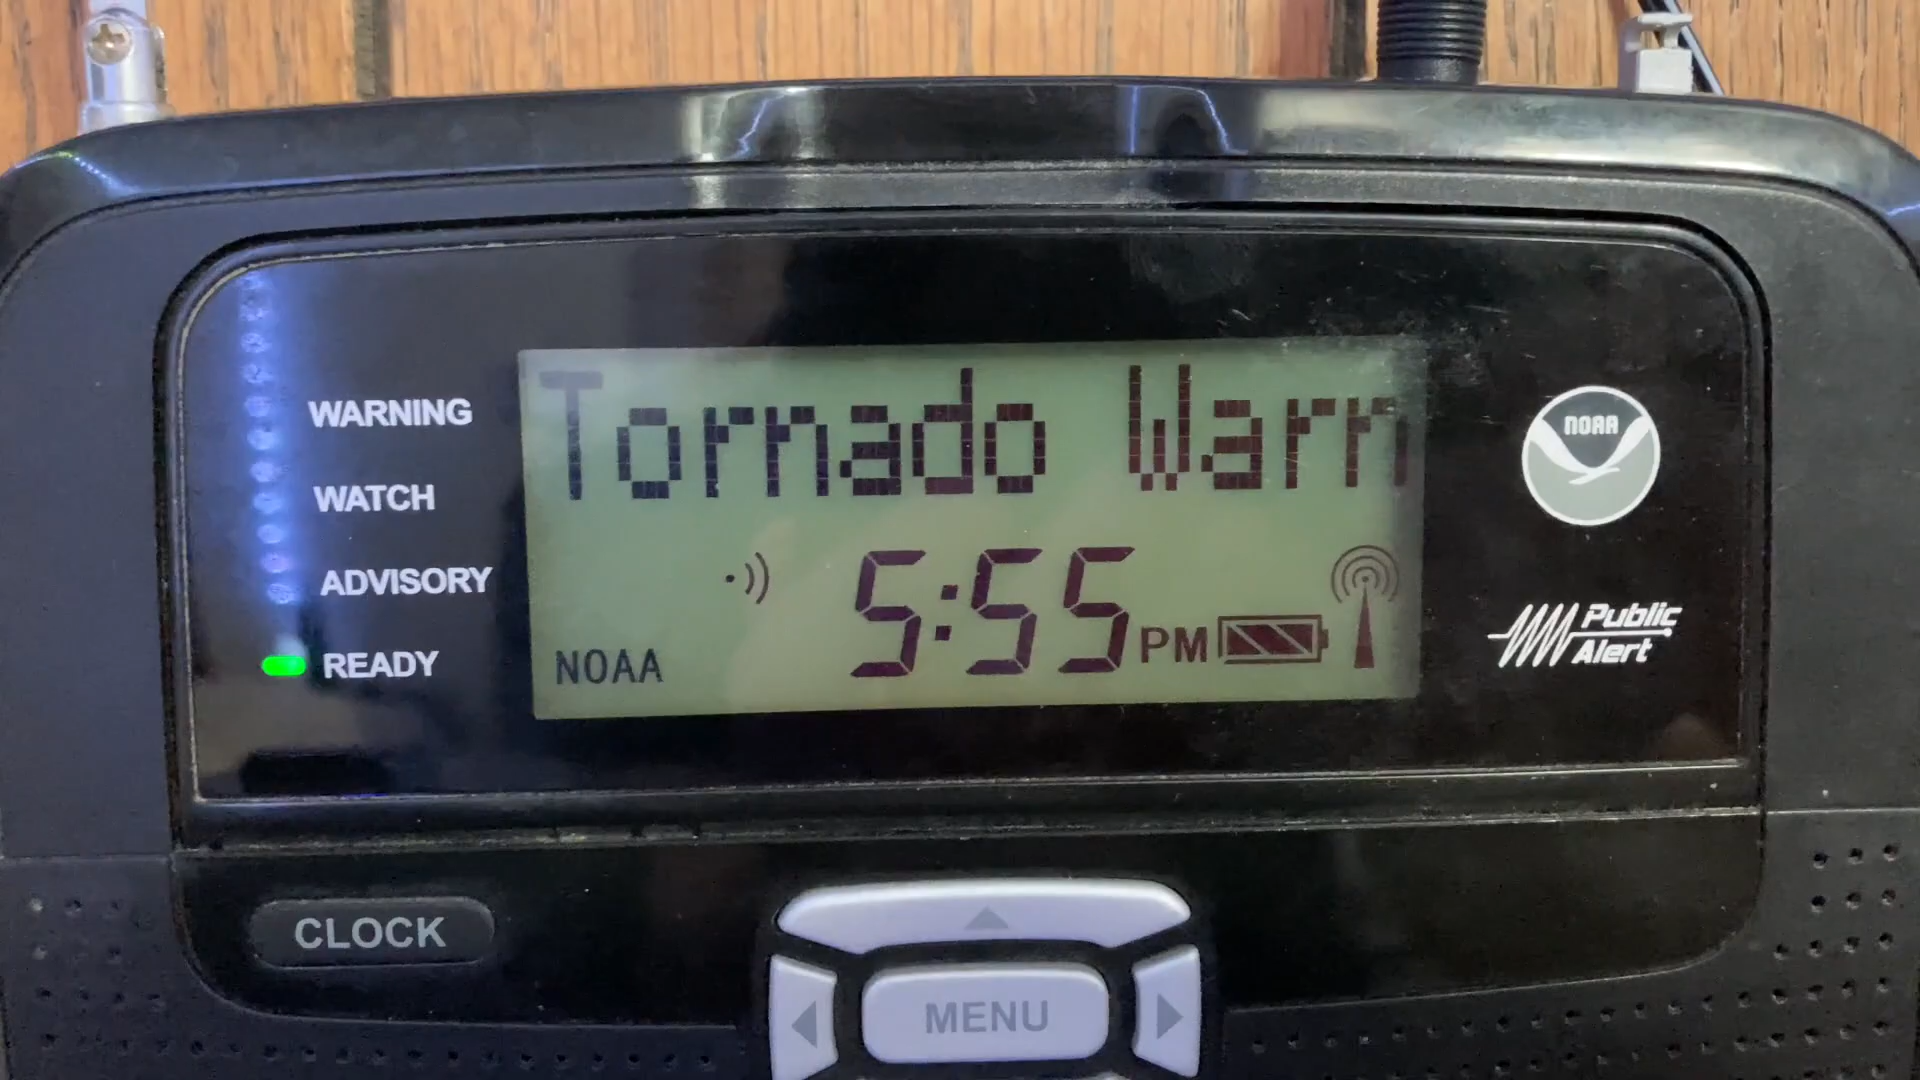 WARNING
WATCH
ADVISORY
READY
Tornado Warn
5:55 PM
NOAA
NOAA
Public
Alert
CLOCK
MENU